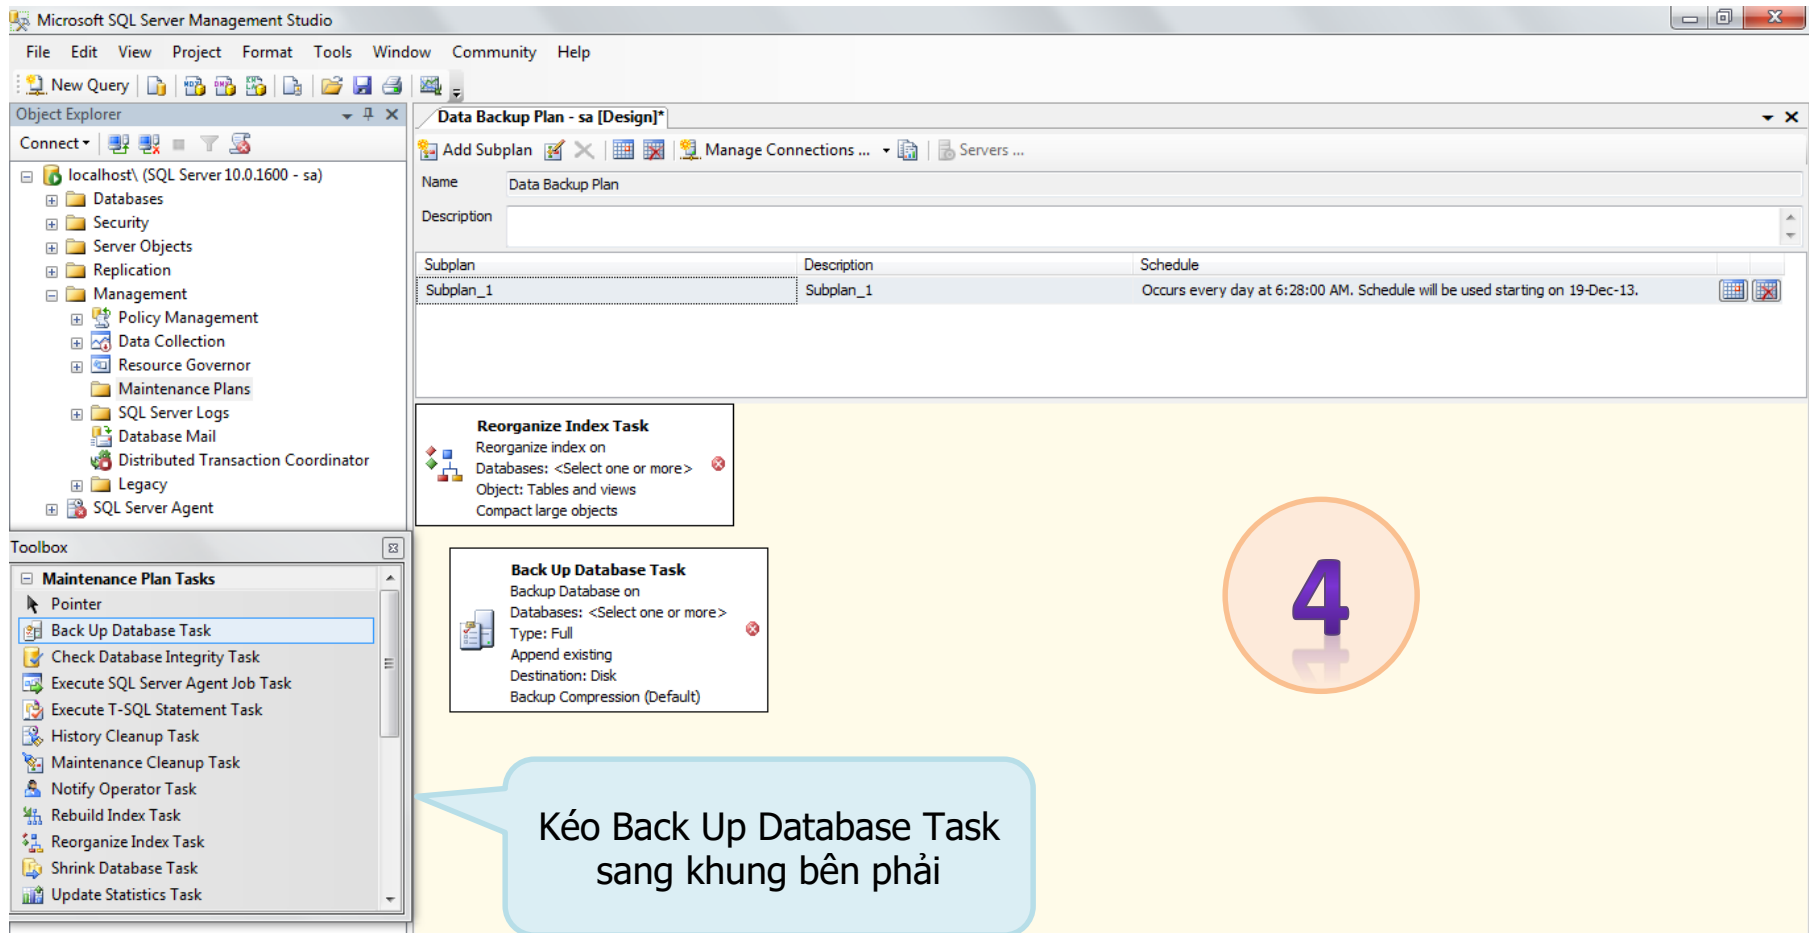 Microsoft SQL Server Management Studio
File Edit View Project Format Tools Window Community Help
New Query
Object Explorer
Connect
localhost\ (SQL Server 10.0.1600 - sa)
Databases
Security
Server Objects
Replication
Management
Policy Management
Data Collection
Resource Governor
Maintenance Plans
SQL Server Logs
Database Mail
Distributed Transaction Coordinator
Legacy
SQL Server Agent
Toolbox
Maintenance Plan Tasks
Pointer
Back Up Database Task
Check Database Integrity Task
Execute SQL Server Agent Job Task
Execute T-SQL Statement Task
History Cleanup Task
Maintenance Cleanup Task
Notify Operator Task
Rebuild Index Task
Reorganize Index Task
Shrink Database Task
Update Statistics Task
Data Backup Plan - sa [Design]*
Add Subplan Manage Connections ... Servers ...
Name Data Backup Plan
Description
Subplan Description Schedule
Subplan_1 Subplan_1 Occurs every day at 6:28:00 AM. Schedule will be used starting on 19-Dec-13.
Reorganize Index Task
Reorganize index on
Databases: <Select one or more>
Object: Tables and views
Compact large objects
Back Up Database Task
Backup Database on
Databases: <Select one or more>
Type: Full
Append existing
Destination: Disk
Backup Compression (Default)
4
Kéo Back Up Database Task
sang khung bên phải